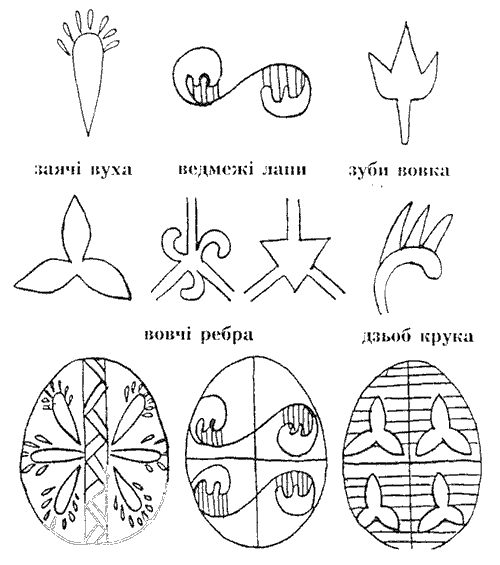 заячі вуха ведмежі лапи зуби вовка
вовчі ребра дзьоб крука